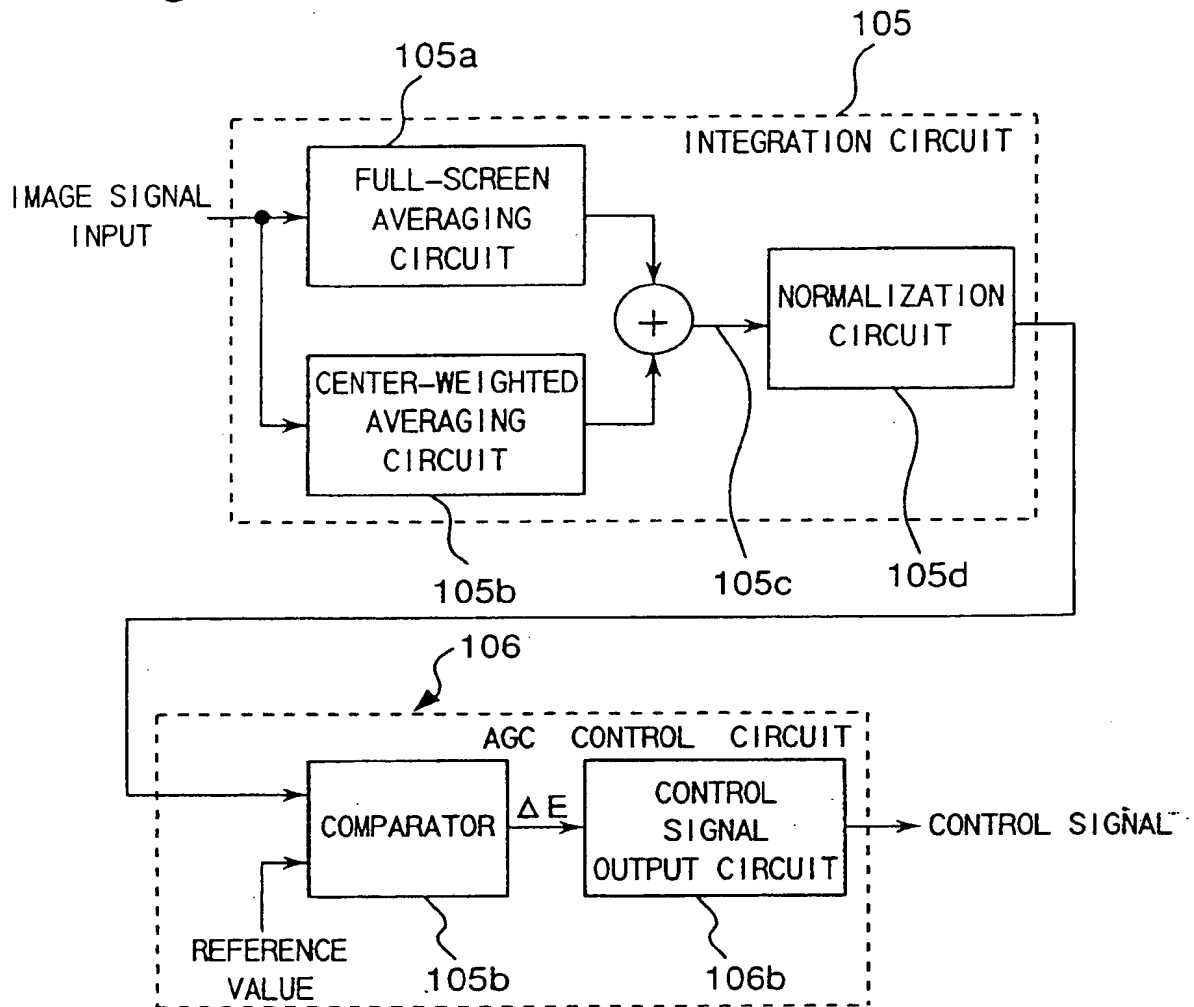 105
105a
INTEGRATION CIRCUIT
IMAGE SIGNAL
INPUT
FULL-SCREEN
AVERAGING
CIRCUIT
+
NORMALIZATION
CIRCUIT
CENTER-WEIGHTED
AVERAGING
CIRCUIT
105b
105c
105d
106
AGC CONTROL CIRCUIT
COMPARATOR
ΔE
CONTROL
SIGNAL
OUTPUT CIRCUIT
CONTROL SIGNAL
REFERENCE
VALUE
105b
106b